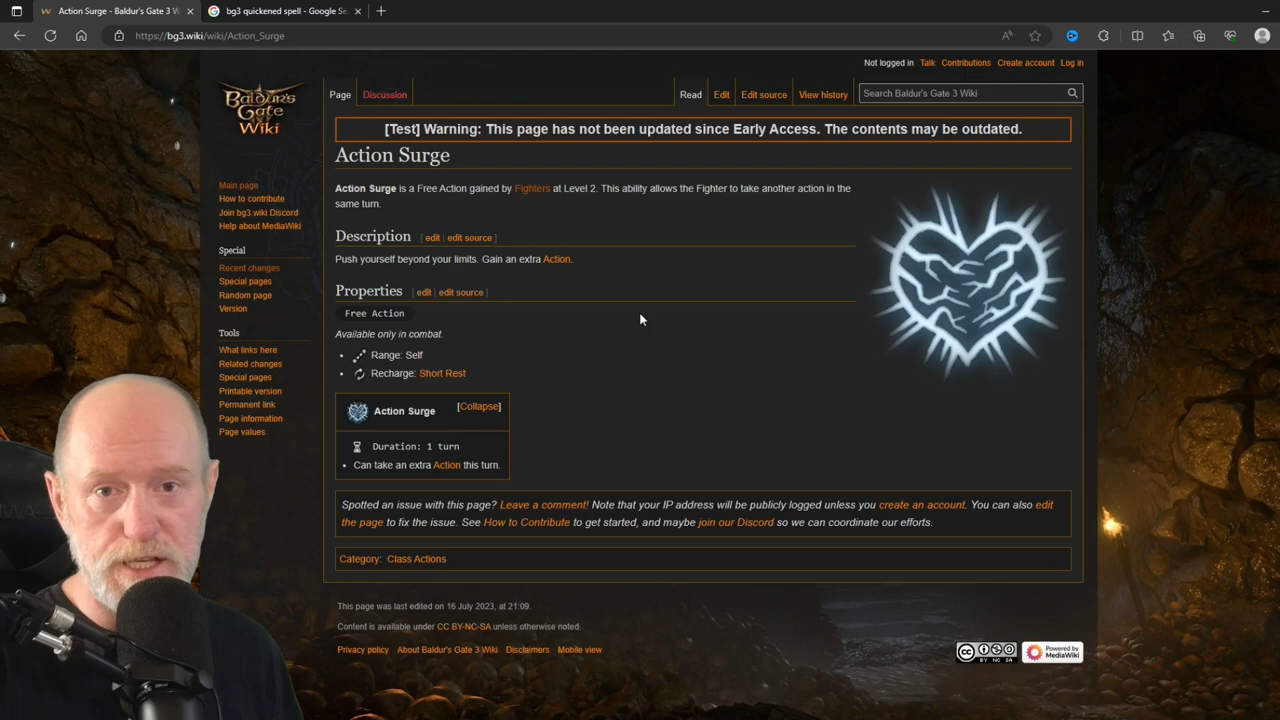 Action Surge - Baldur's Gate 3 W
bg3 quickened spell - Google Se
https://bg3.wiki/wiki/Action_Surge
Not logged in Talk Contributions Create account Log in
Baldur's Gate Wiki
Page Discussion Read Edit Edit source View history Search Baldur's Gate 3 Wiki
[Test] Warning: This page has not been updated since Early Access. The contents may be outdated.
Action Surge
Action Surge is a Free Action gained by Fighters at Level 2. This ability allows the Fighter to take another action in the
same turn.
Description [ edit | edit source ]
Push yourself beyond your limits. Gain an extra Action.
Properties [ edit | edit source ]
Free Action
Available only in combat.
• Range: Self
• Recharge: Short Rest
Action Surge [Collapse]
Duration: 1 turn
• Can take an extra Action this turn.
Spotted an issue with this page? Leave a comment! Note that your IP address will be publicly logged unless you create an account. You can also edit
the page to fix the issue. See How to Contribute to get started, and maybe join our Discord so we can coordinate our efforts.
Category: Class Actions
This page was last edited on 16 July 2023, at 21:09.
Content is available under CC BY-NC-SA unless otherwise noted.
Privacy policy About Baldur's Gate 3 Wiki Disclaimers Mobile view
Main page
How to contribute
Join bg3.wiki Discord
Help about MediaWiki
Special
Recent changes
Special pages
Random page
Version
Tools
What links here
Related changes
Special pages
Printable version
Permanent link
Page information
Page values
cc
BY NC SA
Powered by
MediaWiki